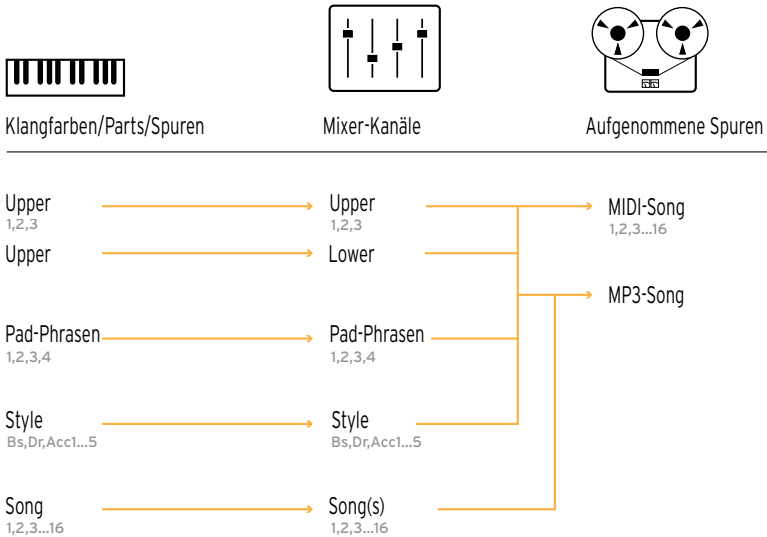 Klangfarben/Parts/Spuren Mixer-Kanäle Aufgenommene Spuren
Upper Upper MIDI-Song
1,2,3 1,2,3 1,2,3...16
Upper Lower
MP3-Song
Pad-Phrasen Pad-Phrasen
1,2,3,4 1,2,3,4
Style Style
Bs,Dr,Acc1...5 Bs,Dr,Acc1...5
Song Song(s)
1,2,3...16 1,2,3...16